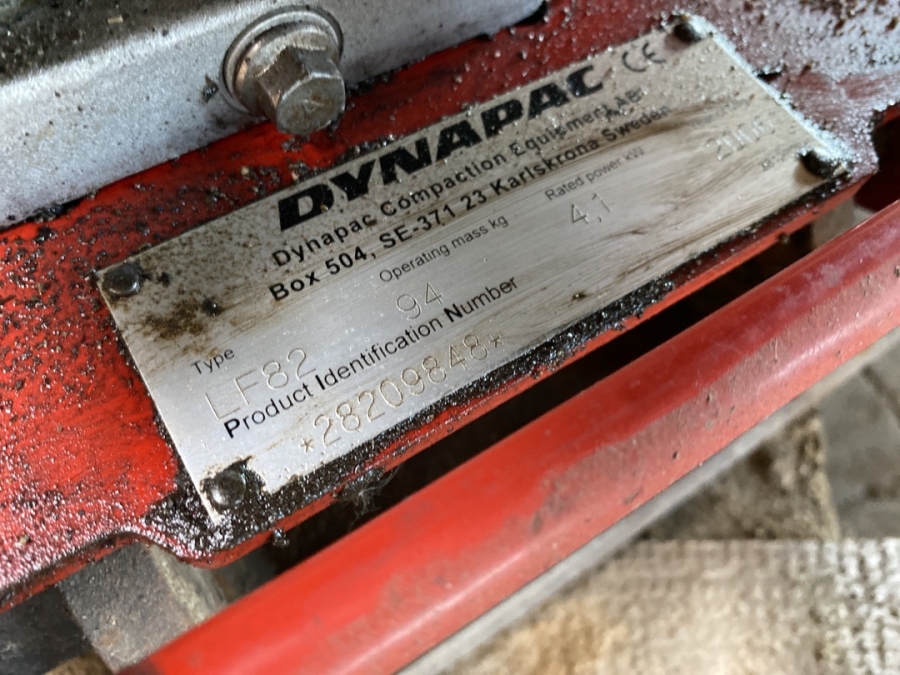 DYNAPAC CE
Dynapac Compaction Equipment AB
Box 504, SE-371 23 Karlskrona Sweden
Type Operating mass kg Rated power kW
LF82 94 4,1
Product Identification Number
*28209848*